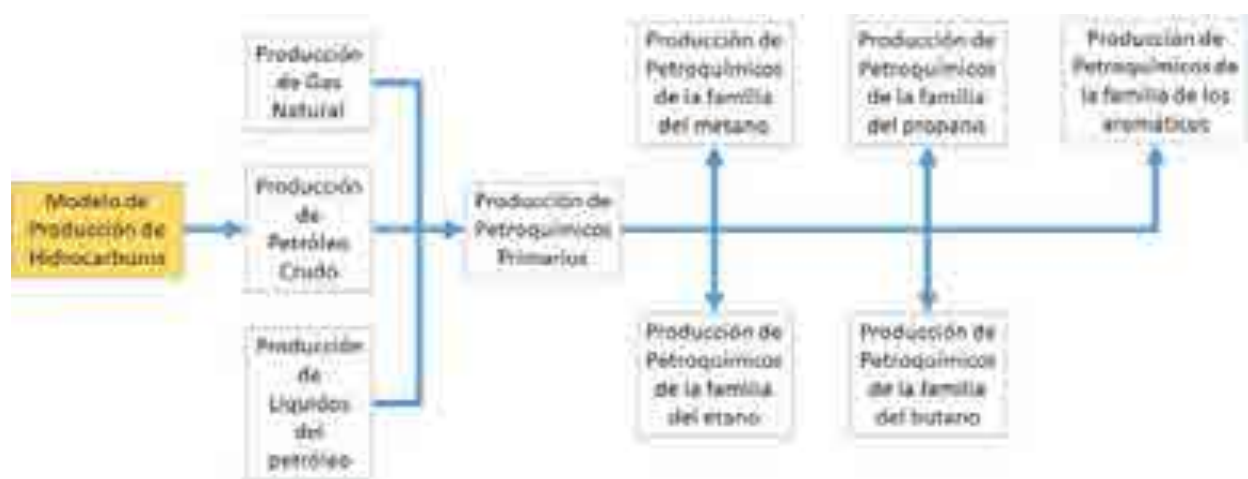 Modelo de
Producción de
Hidrocarburos
Producción
de Gas
Natural
Producción
de
Petróleo
Crudo
Producción
de
Líquidos
del
petróleo
Producción de
Petroquímicos
Primarios
Producción de
Petroquímicos
de la familia
del metano
Producción de
Petroquímicos
de la familia
del etano
Producción de
Petroquímicos
de la familia
del propano
Producción de
Petroquímicos
de la familia
del butano
Producción de
Petroquímicos de
la familia de los
aromáticos